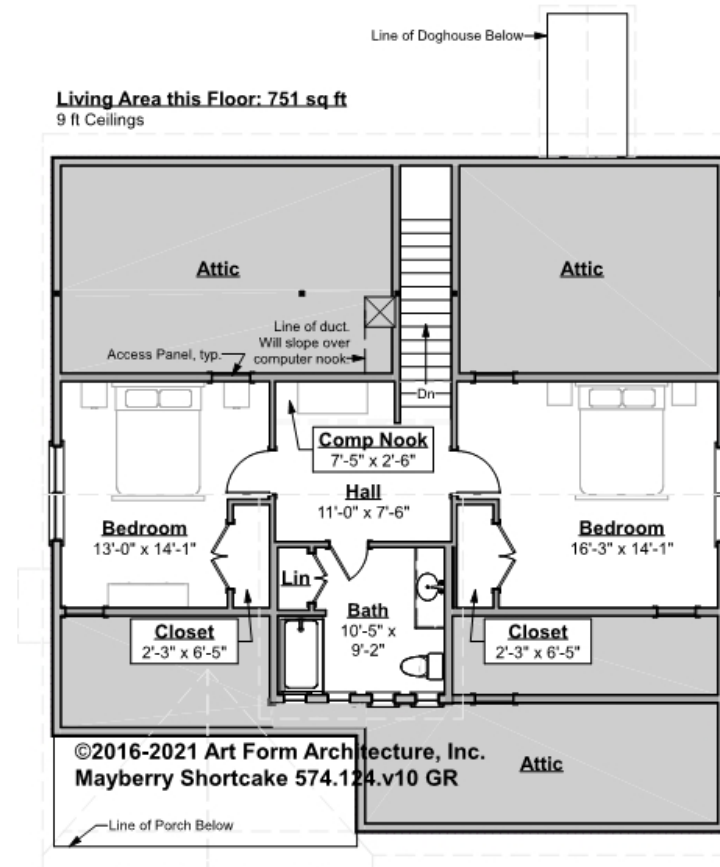 Line of Doghouse Below
Living Area this Floor: 751 sq ft
9 ft Ceilings
Attic
Attic
Line of duct.
Will slope over
computer nook.
Access Panel, typ.
Dn
Comp Nook
7'-5" x 2'-6"
Hall
11'-0" x 7'-6"
Bedroom
13'-0" x 14'-1"
Bedroom
16'-3" x 14'-1"
Lin
Bath
10'-5" x
9'-2"
Closet
2'-3" x 6'-5"
Closet
2'-3" x 6'-5"
©2016-2021 Art Form Architecture, Inc.
Mayberry Shortcake 574.124.v10 GR
Attic
Line of Porch Below